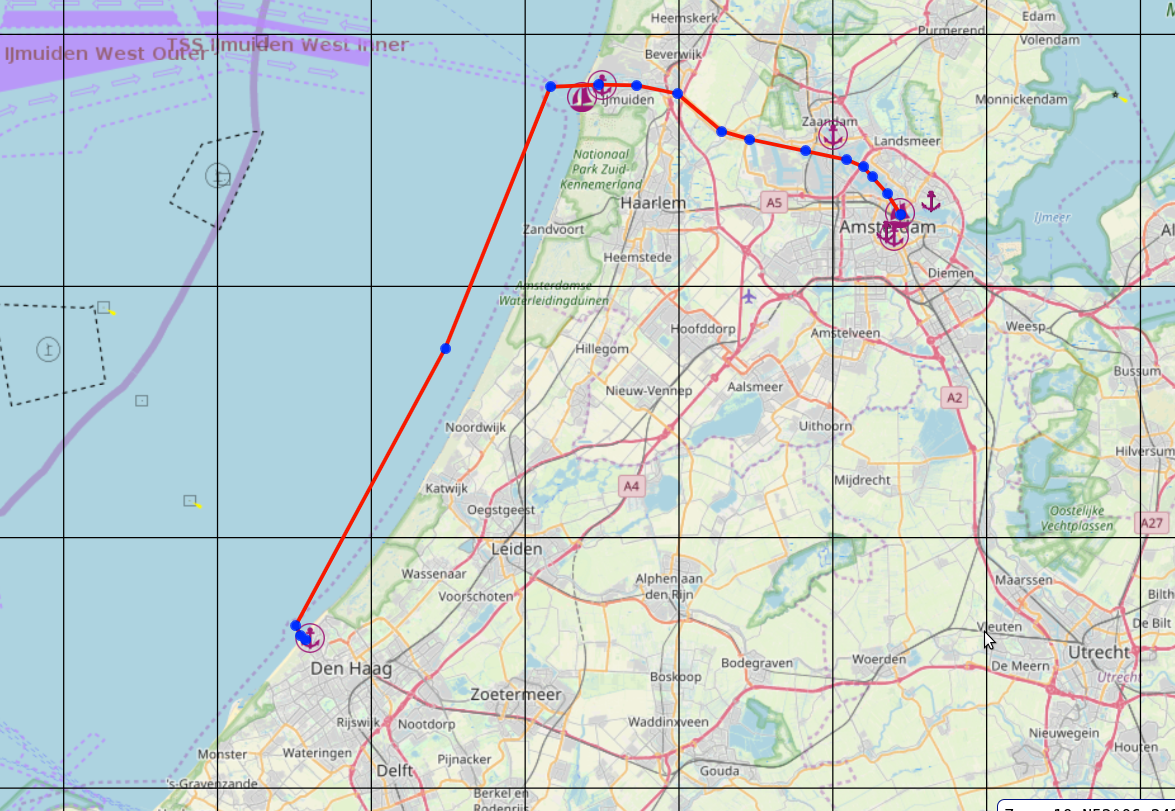 Heemskerk
Edam
Purmerend
Volendam
TSS IJmuiden West Inner
IJmuiden West Outer
Beverwijk
IJmuiden
Monnickendam
Zaandam
Landsmeer
Nationaal
Park Zuid-
Kennemerland
Haarlem
A5
IJmeer
Amsterdam
Zandvoort
Heemstede
Diemen
Amsterdamse
Waterleidingduinen
Hoofddorp
Amstelveen
Weesp
Hillegom
Bussum
Nieuw-Vennep
Aalsmeer
A2
Noordwijk
Uithoorn
Hilversum
Katwijk
A4
Mijdrecht
Oegstgeest
Oostelijke
Vechtplassen
A27
Leiden
Wassenaar
Alphen aan
den Rijn
Maarssen
Voorschoten
Bilth
De Bilt
Vleuten
Utrecht
Den Haag
Bodegraven
Woerden
De Meern
Boskoop
Utrecht
Zoetermeer
Rijswijk
Nootdorp
Waddinxveen
Nieuwegein
Houten
Monster
Wateringen
Pijnacker
Delft
Gouda
's-Gravenzande
Berkel en
Rodenrijs